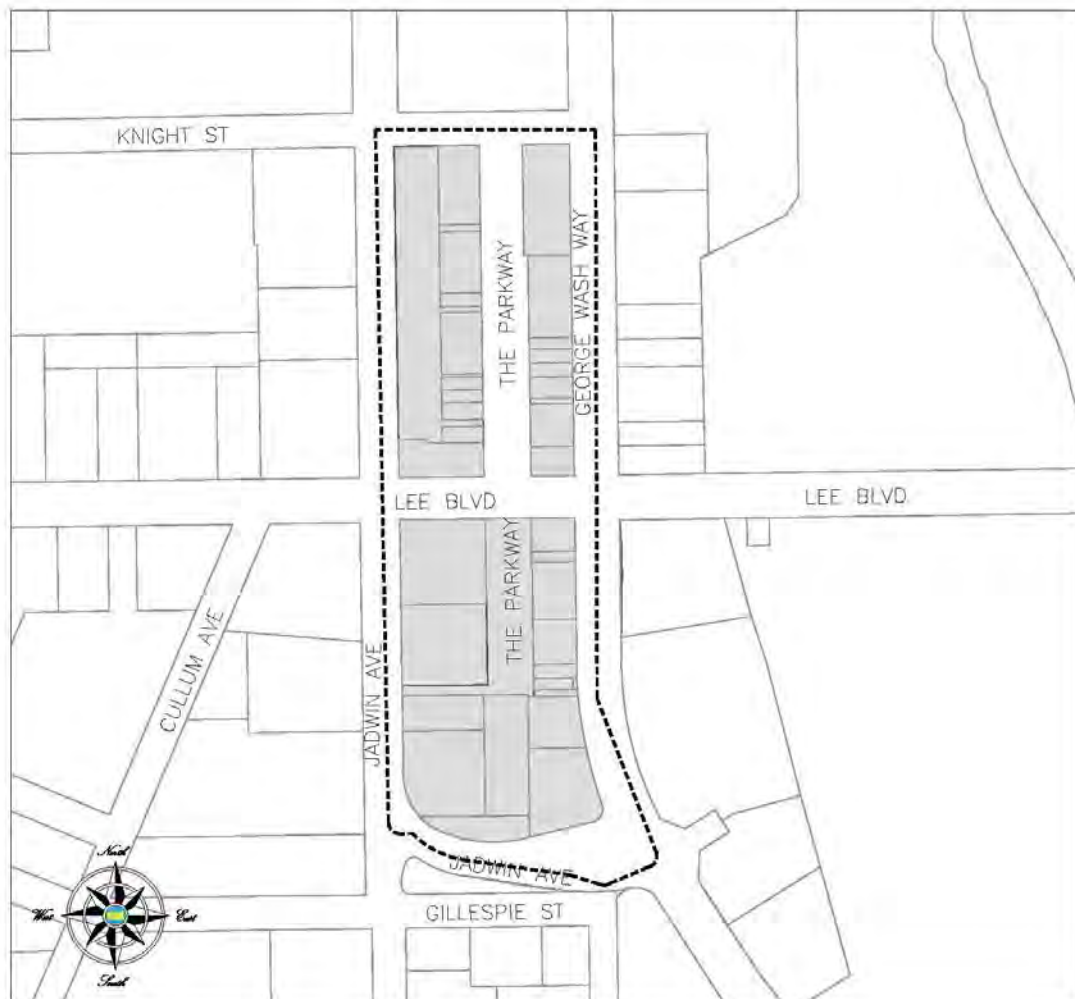 KNIGHT ST
THE PARKWAY
GEORGE WASH WAY
LEE BLVD
LEE BLVD
THE PARKWAY
CULLUM AVE
JADWIN AVE
JADWIN AVE
GILLESPIE ST
North
West
East
South